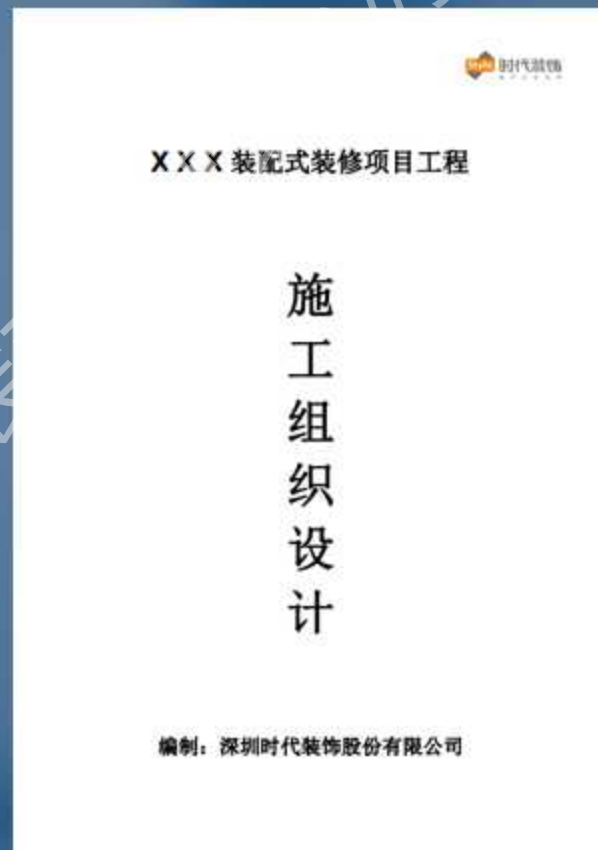 Style 时代装饰
XXX装配式装修项目工程
施
工
组
织
设
计
编制：深圳时代装饰股份有限公司